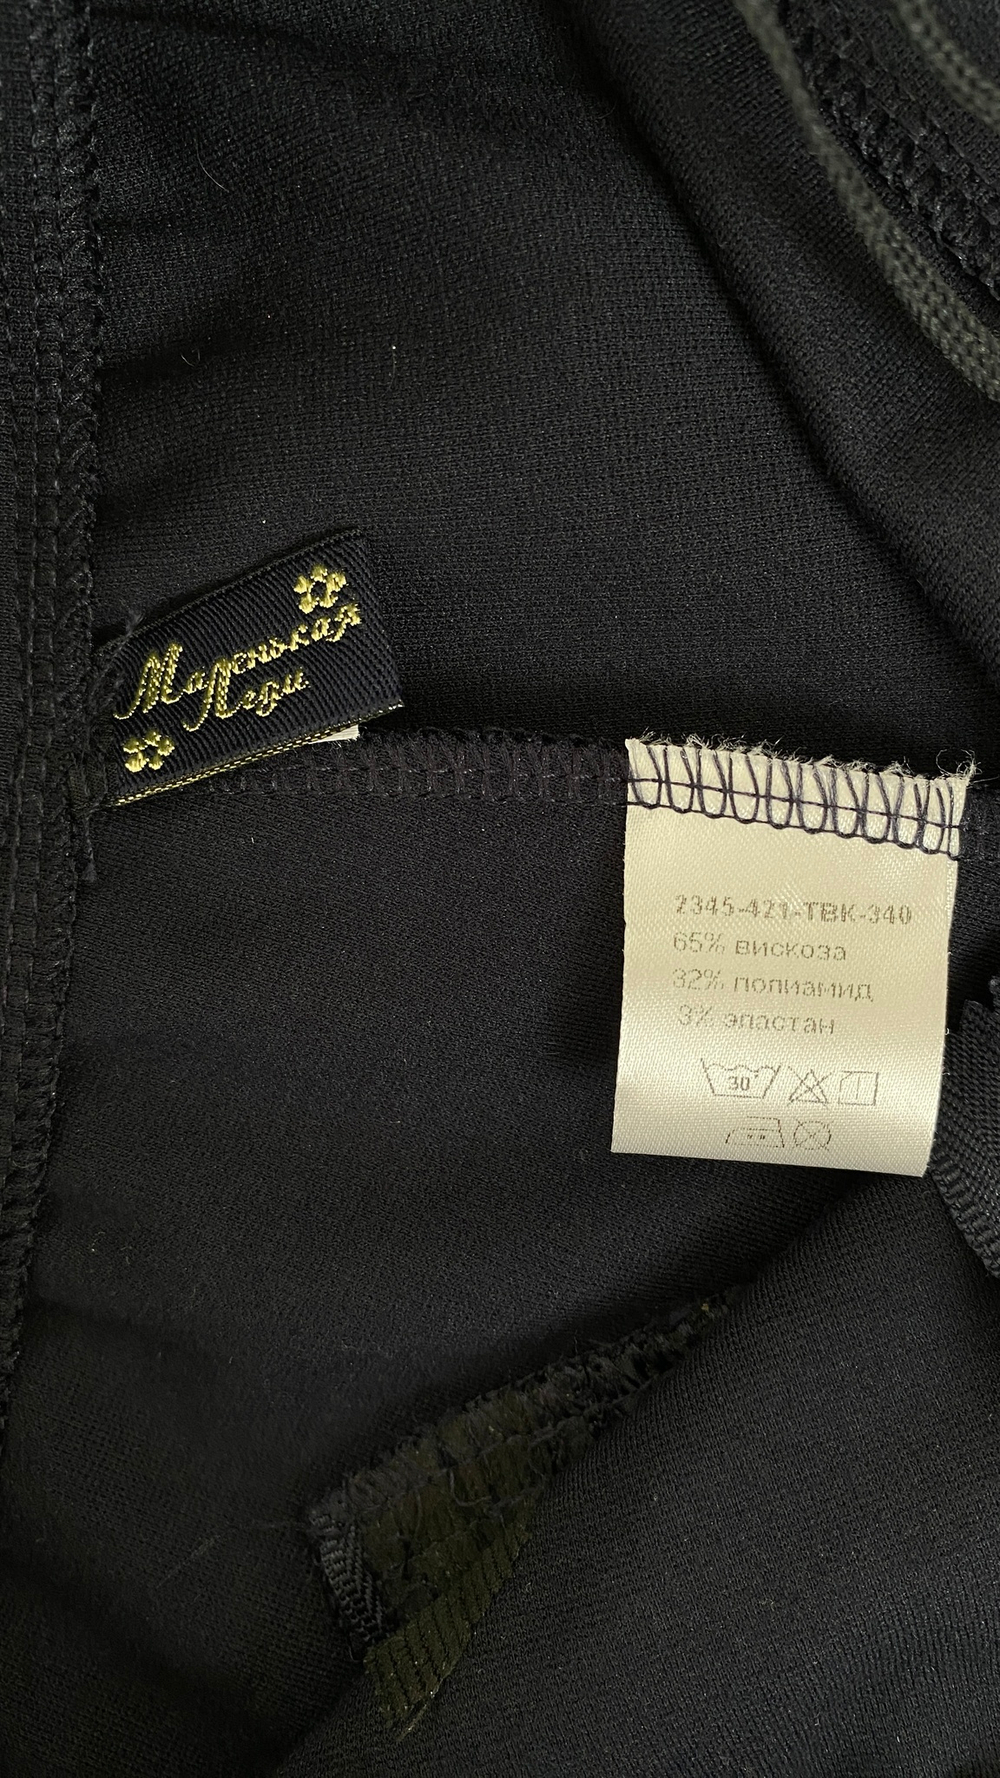 Маленькая
Леди
2345-421-ТВК-340
65% вискоза
32% полиамид
3% эластан
30°